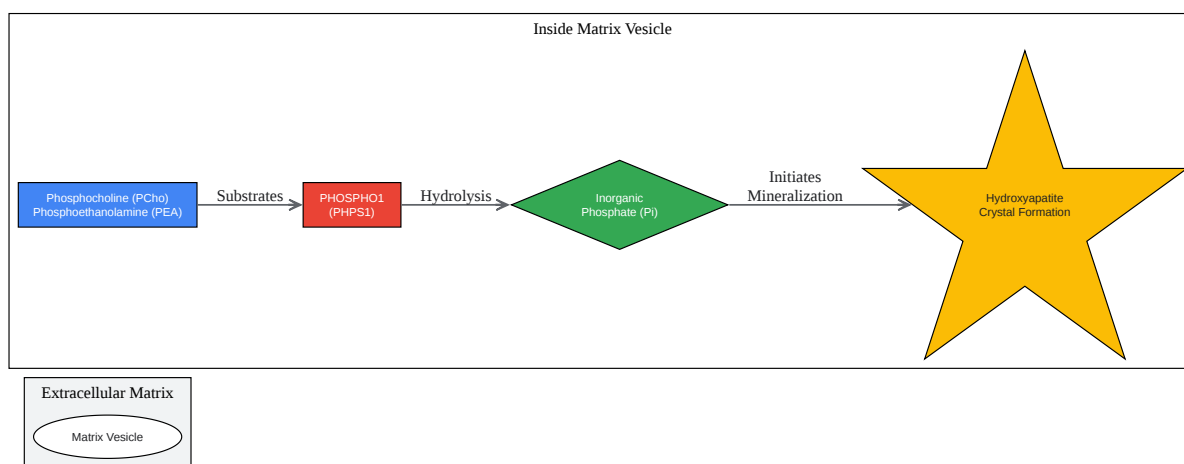 Inside Matrix Vesicle
Phosphocholine (PCho)
Phosphoethanolamine (PEA)
Substrates
PHOSPHO1
(PHPS1)
Hydrolysis
Inorganic
Phosphate (Pi)
Initiates
Mineralization
Hydroxyapatite
Crystal Formation
Extracellular Matrix
Matrix Vesicle